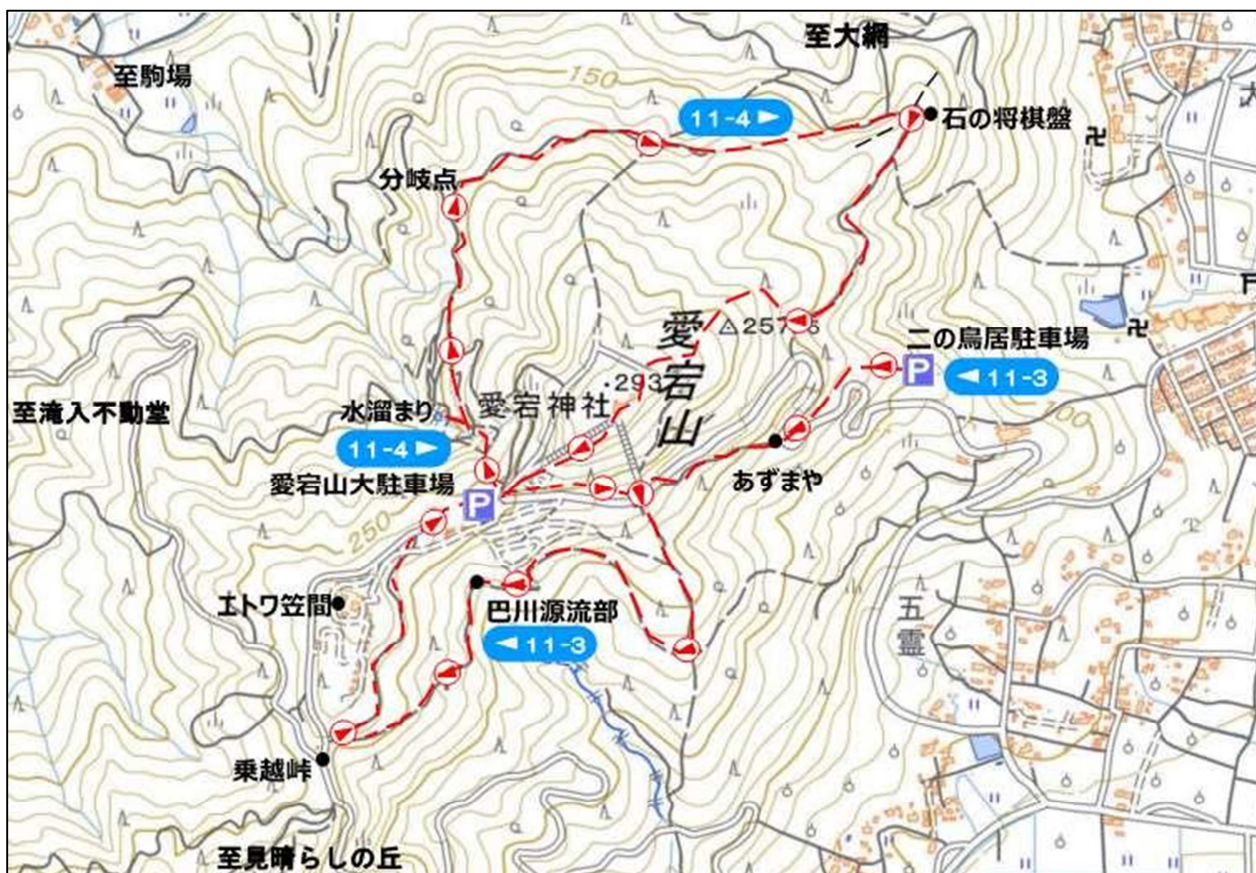 至大網
至駒場
150
11-4 ►
石の将棋盤
分岐点
愛宕山
二の鳥居駐車場
◄ 11-3
·293
水溜まり
愛宕神社
至滝入不動堂
11-4 ►
あずまや
愛宕山大駐車場
P
P
250
エトワ笠間
巴川源流部
◄ 11-3
五霊
乗越峠
至見晴らしの丘